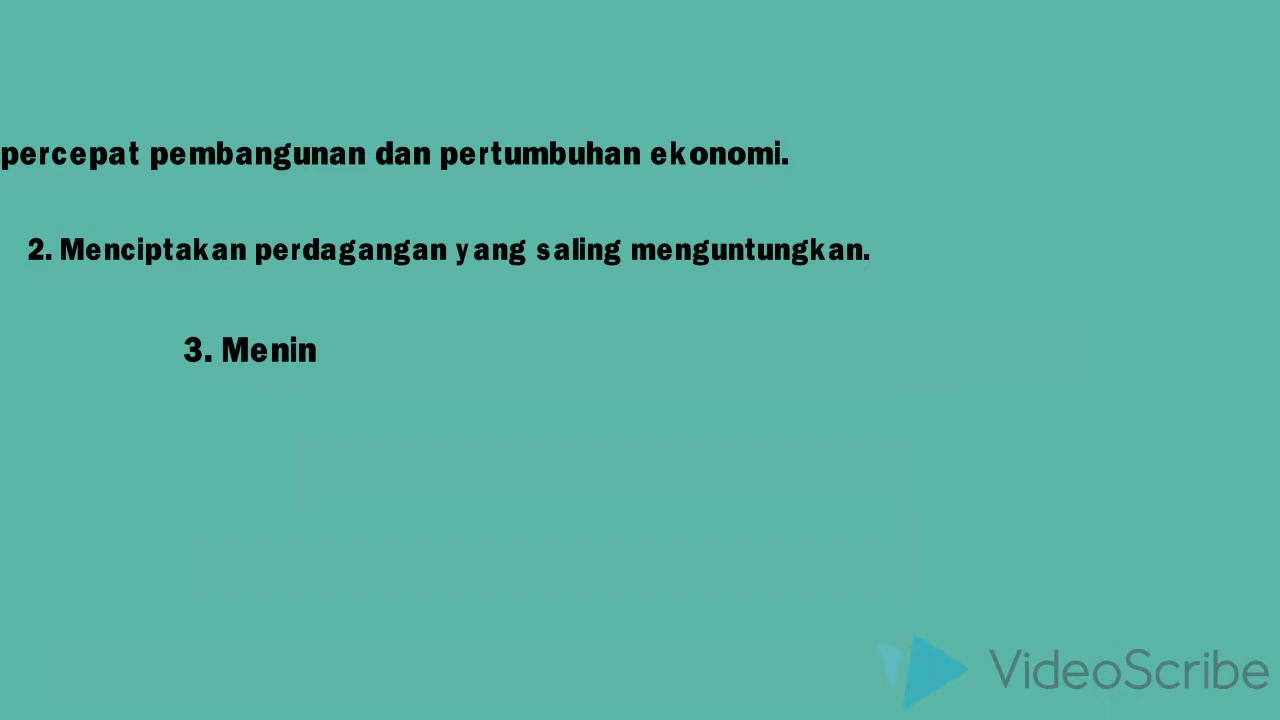 percepat pembangunan dan pertumbuhan ekonomi.
2. Menciptakan perdagangan yang saling menguntungkan.
3. Menin
VideoScribe